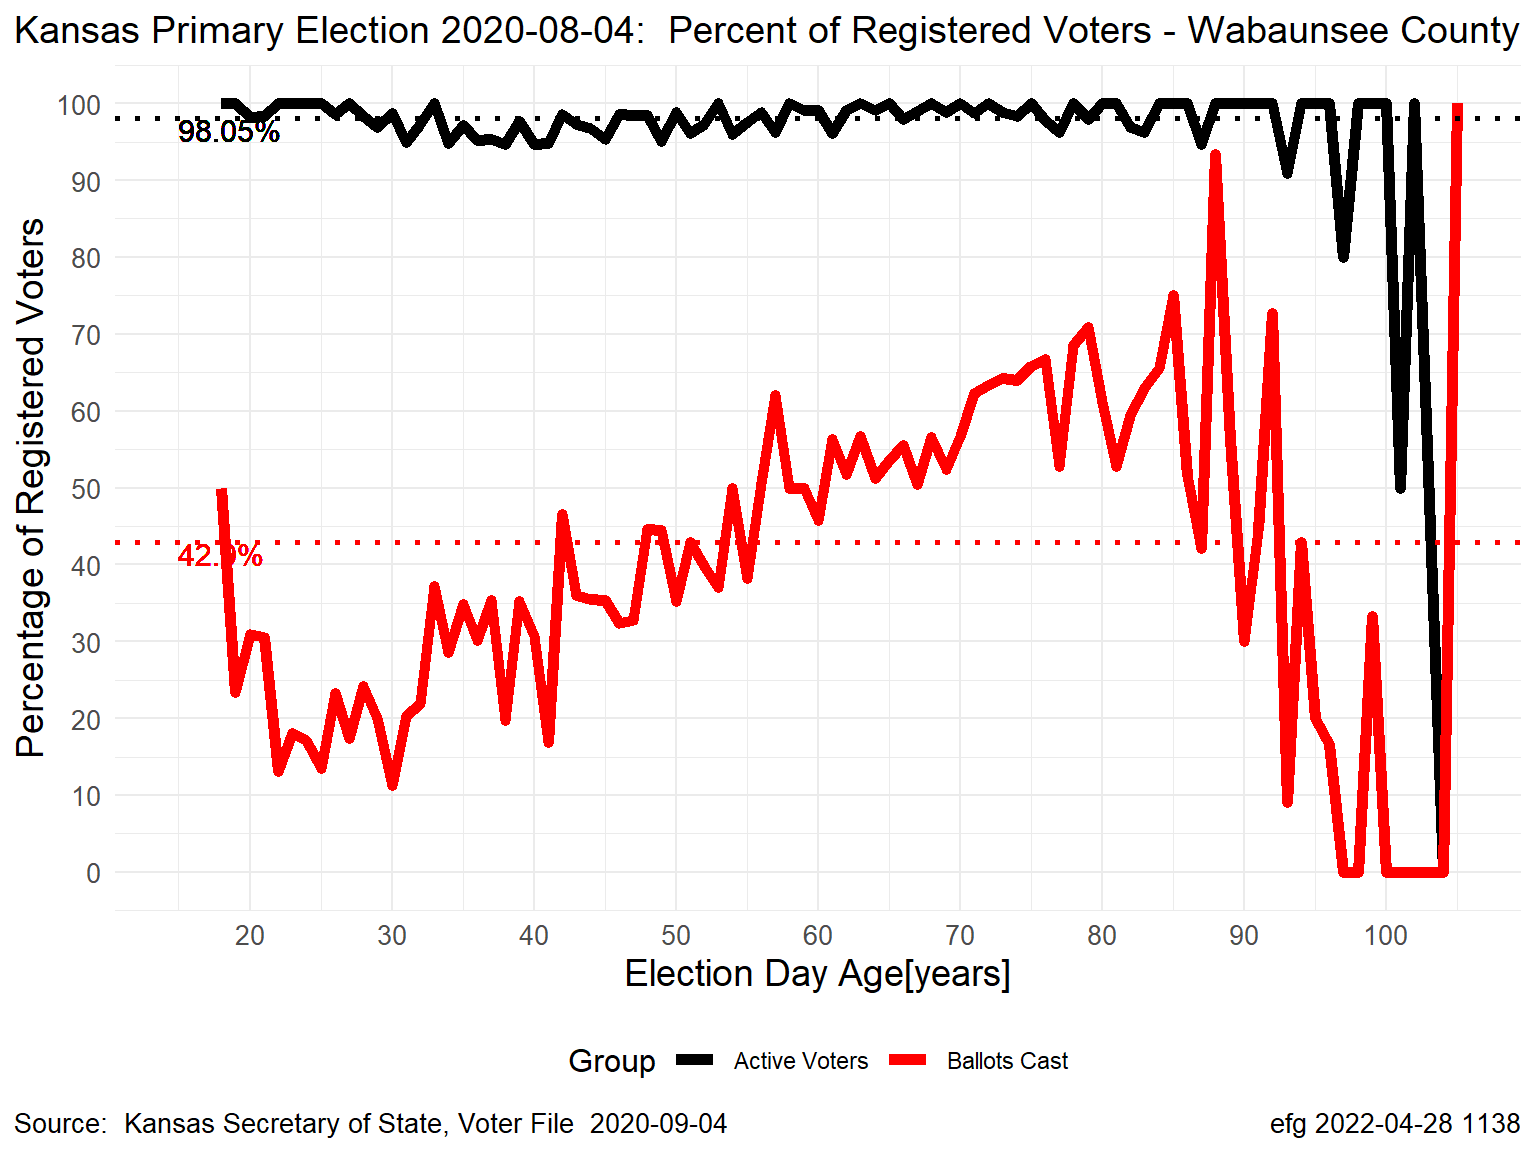 Kansas Primary Election 2020-08-04:  Percent of Registered Voters - Wabaunsee County
Percentage of Registered Voters
100
90
80
70
60
50
40
30
20
10
0
98.05%
42.9%
20 30 40 50 60 70 80 90 100
Election Day Age[years]
Group Active Voters Ballots Cast
Source:  Kansas Secretary of State, Voter File  2020-09-04
efg 2022-04-28 1138